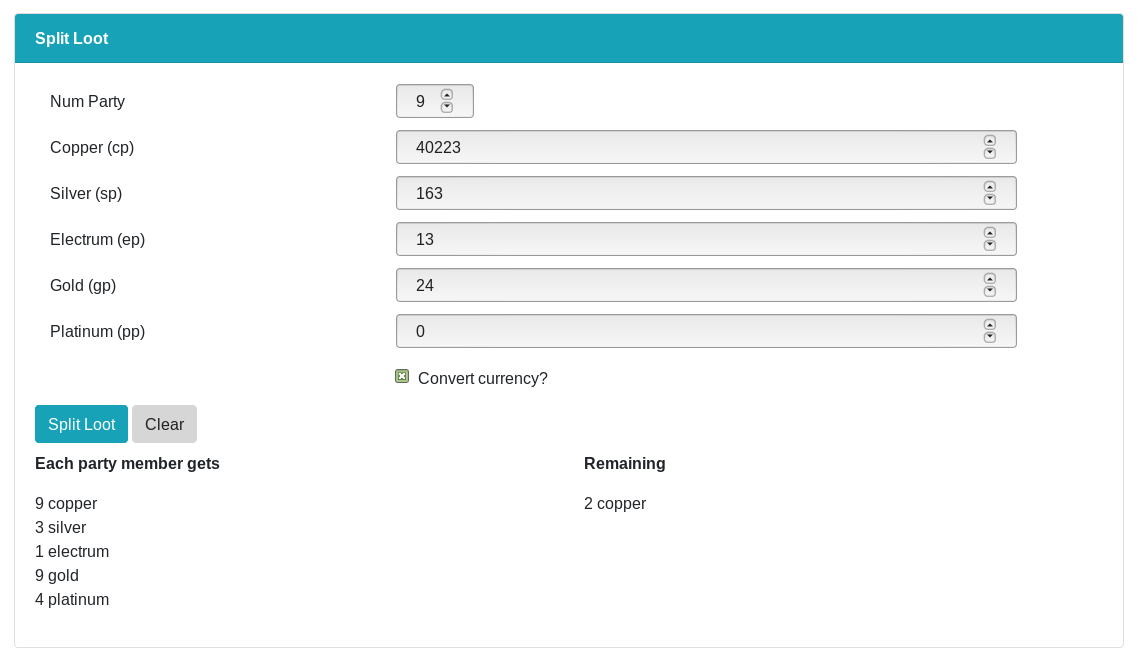 Split Loot
Num Party 9
Copper (cp) 40223
Silver (sp) 163
Electrum (ep) 13
Gold (gp) 24
Platinum (pp) 0
Convert currency?
Split Loot Clear
Each party member gets
9 copper
3 silver
1 electrum
9 gold
4 platinum
Remaining
2 copper